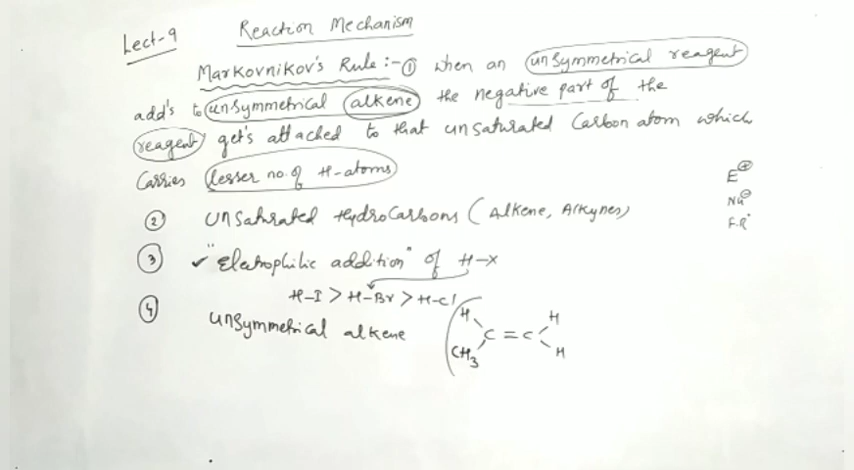 Lect-9 Reaction Mechanism
Markovnikov's Rule :- ① when an unsymmetrical reagent
add's to unsymmetrical alkene the negative part of the
reagent get's attached to that unsaturated Carbon atom which
Carries lesser no. of H-atoms
E⊕
② Unsaturated Hydrocarbons (Alkene, Alkynes)
Nu⊖
F.R•
③ ✓ "Electrophilic addition" of H-X
H-I > H-Br > H-Cl
④ Unsymmetrical alkene
H H
C = C
CH₃ H